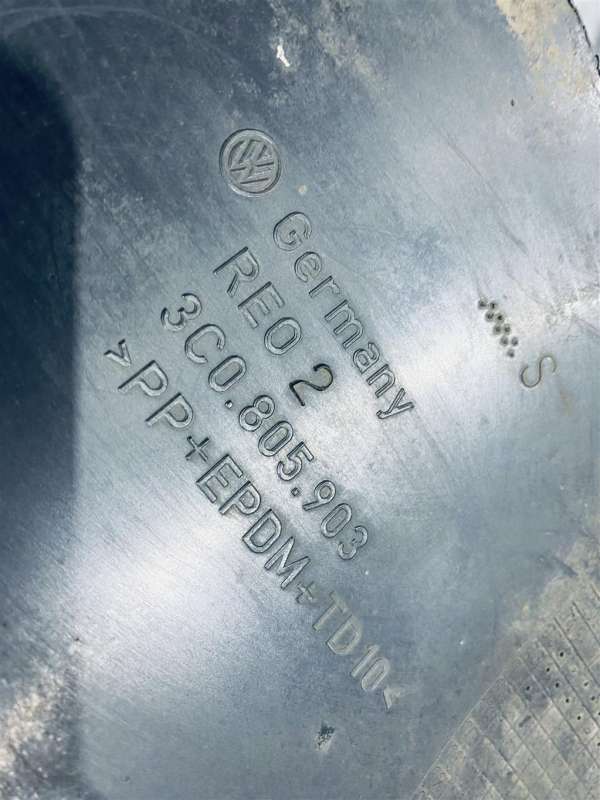 VW
Germany
REO 2
3C0.805.903
>PP+EPDM+TD10<
S